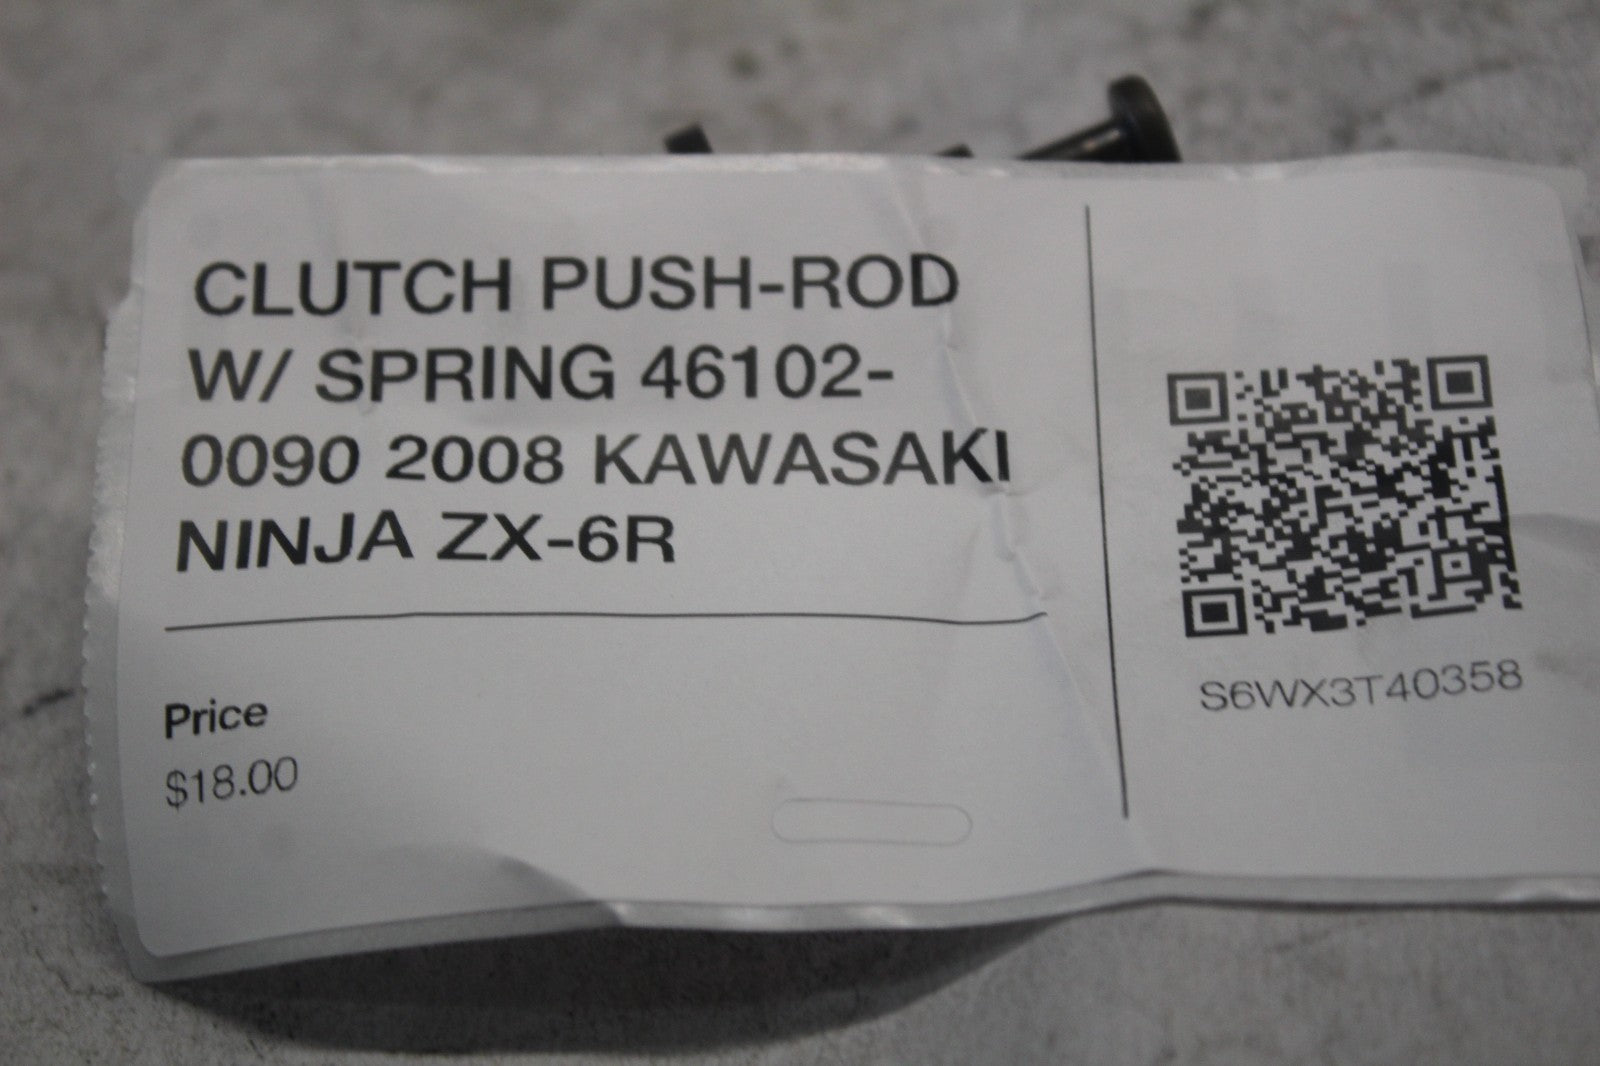 CLUTCH PUSH-ROD
W/ SPRING 46102-
0090 2008 KAWASAKI
NINJA ZX-6R
Price
$18.00
S6WX3T40358